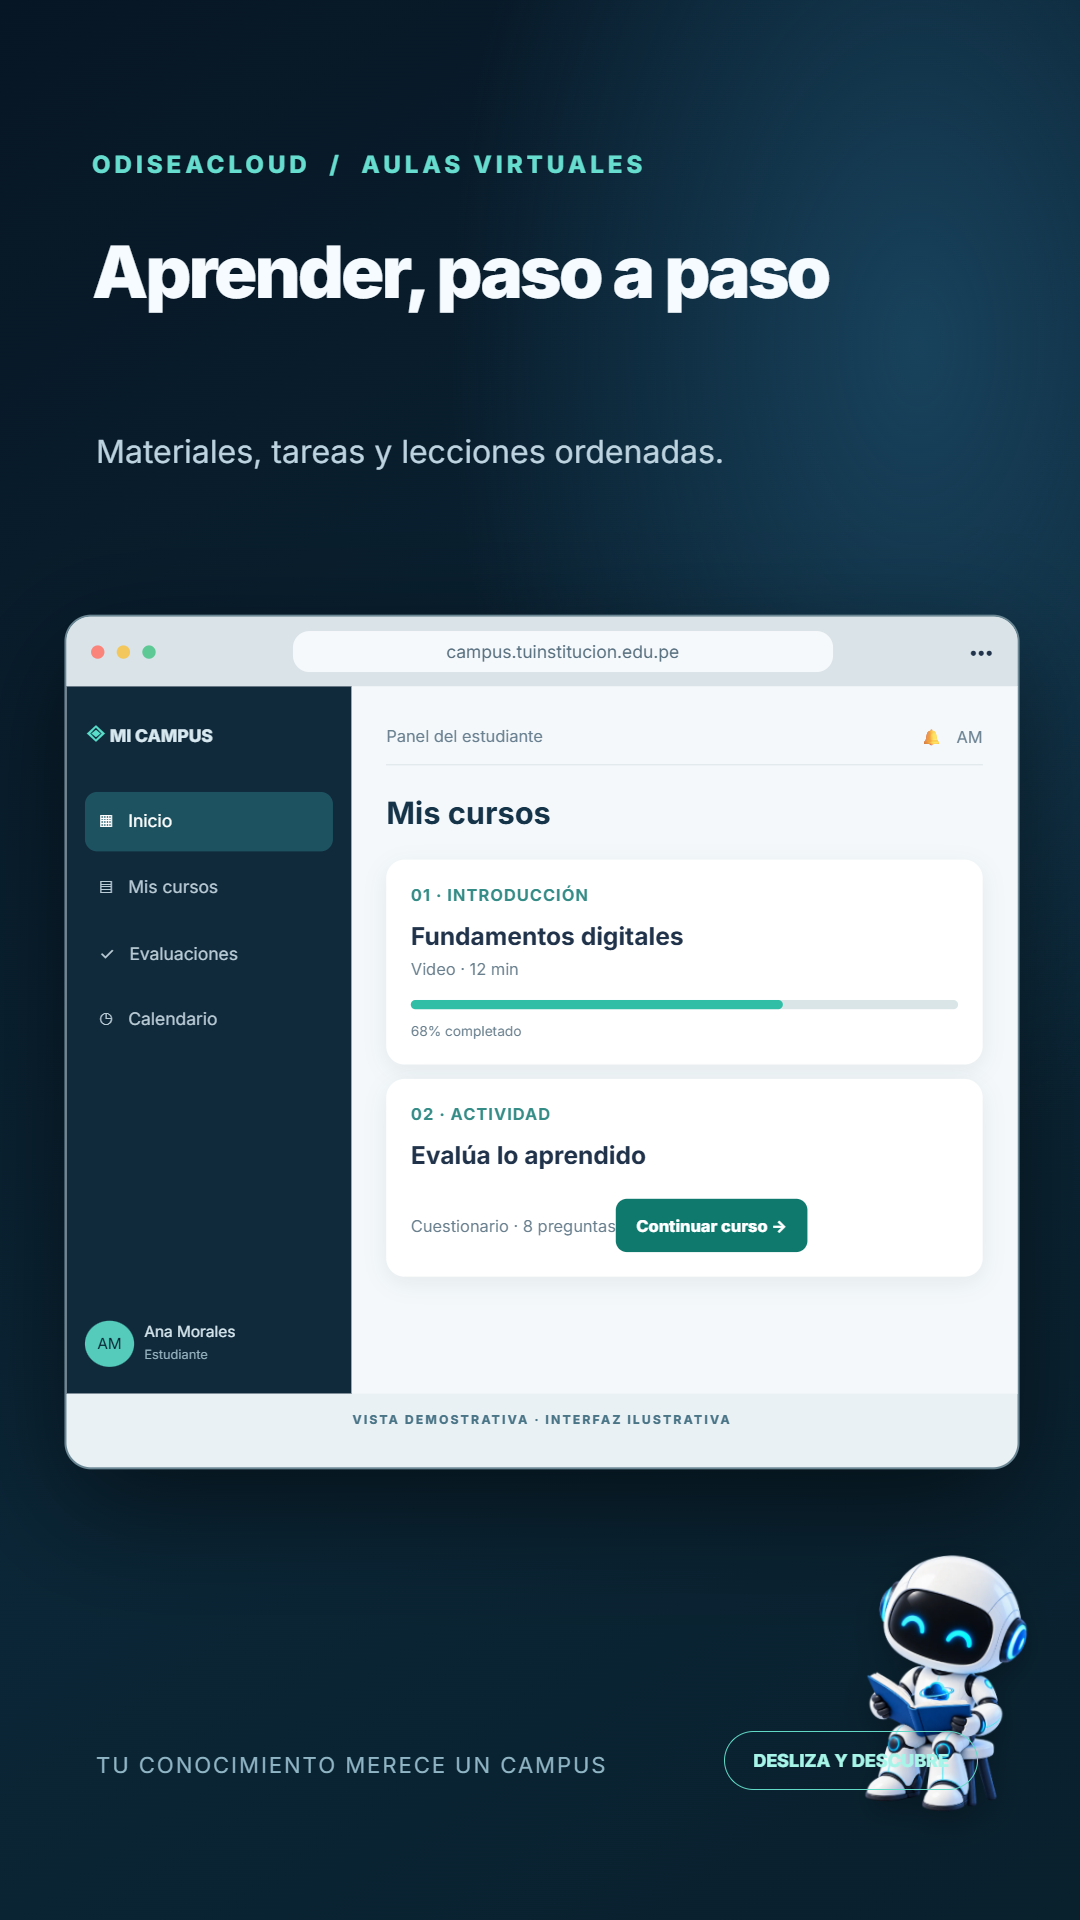 ODISEACLOUD / AULAS VIRTUALES
Aprender, paso a paso
Materiales, tareas y lecciones ordenadas.
campus.tuinstitucion.edu.pe
MI CAMPUS
Inicio
Mis cursos
Evaluaciones
Calendario
Ana Morales
AM
Estudiante
Panel del estudiante
AM
Mis cursos
01 · INTRODUCCIÓN
Fundamentos digitales
Video · 12 min
68% completado
02 · ACTIVIDAD
Evalúa lo aprendido
Cuestionario · 8 preguntas
Continuar curso →
VISTA DEMOSTRATIVA · INTERFAZ ILUSTRATIVA
TU CONOCIMIENTO MERECE UN CAMPUS
DESLIZA Y DESCUBRE